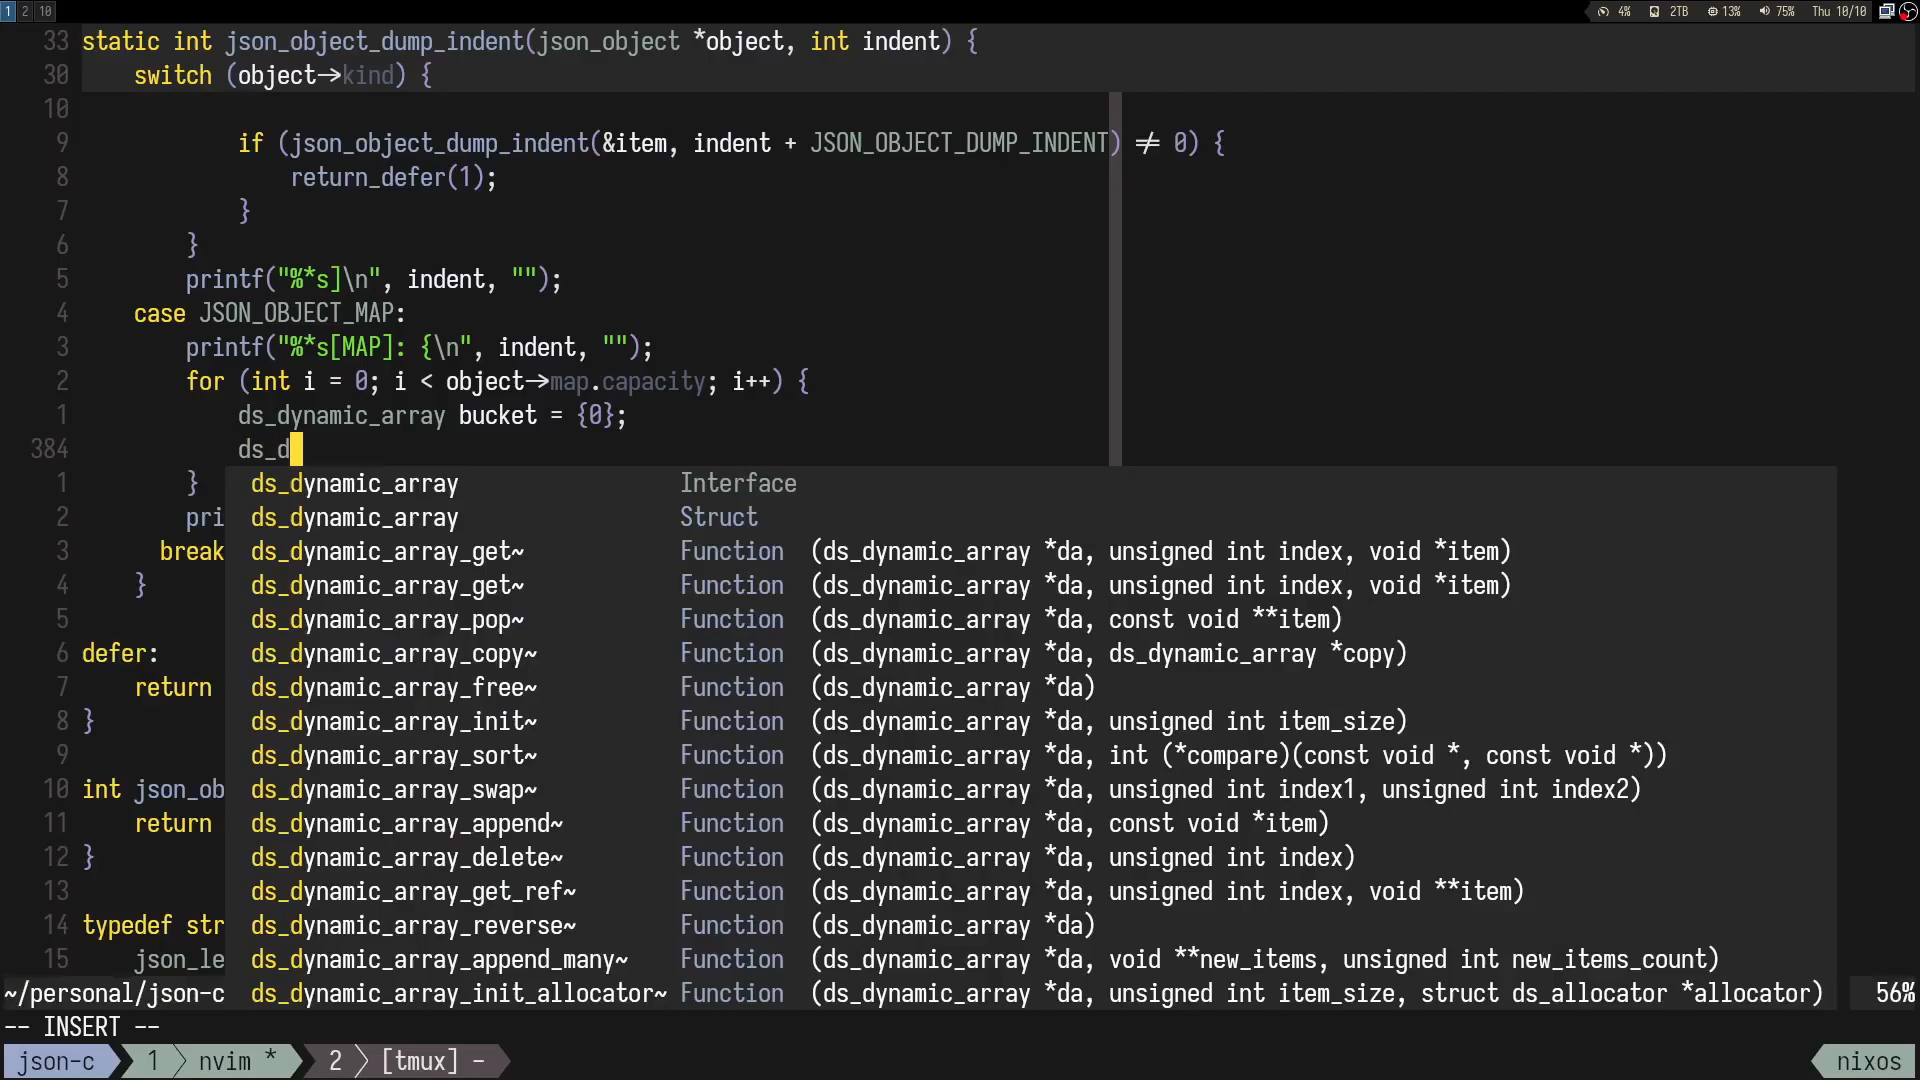 1 2 10 4% 2TB 13% 75% Thu 10/10
33 static int json_object_dump_indent(json_object *object, int indent) {
30 switch (object->kind) {
10
9 if (json_object_dump_indent(&item, indent + JSON_OBJECT_DUMP_INDENT) ≠ 0) {
8 return_defer(1);
7 }
6 }
5 printf("%*s]\n", indent, "");
4 case JSON_OBJECT_MAP:
3 printf("%*s[MAP]: {\n", indent, "");
2 for (int i = 0; i < object->map.capacity; i++) {
1 ds_dynamic_array bucket = {0};
384 ds_d
1 } ds_dynamic_array Interface
2 pri ds_dynamic_array Struct
3 break ds_dynamic_array_get~ Function (ds_dynamic_array *da, unsigned int index, void *item)
4 } ds_dynamic_array_get~ Function (ds_dynamic_array *da, unsigned int index, void *item)
5 ds_dynamic_array_pop~ Function (ds_dynamic_array *da, const void **item)
6 defer: ds_dynamic_array_copy~ Function (ds_dynamic_array *da, ds_dynamic_array *copy)
7 return ds_dynamic_array_free~ Function (ds_dynamic_array *da)
8 } ds_dynamic_array_init~ Function (ds_dynamic_array *da, unsigned int item_size)
9 ds_dynamic_array_sort~ Function (ds_dynamic_array *da, int (*compare)(const void *, const void *))
10 int json_ob ds_dynamic_array_swap~ Function (ds_dynamic_array *da, unsigned int index1, unsigned int index2)
11 return ds_dynamic_array_append~ Function (ds_dynamic_array *da, const void *item)
12 } ds_dynamic_array_delete~ Function (ds_dynamic_array *da, unsigned int index)
13 ds_dynamic_array_get_ref~ Function (ds_dynamic_array *da, unsigned int index, void **item)
14 typedef str ds_dynamic_array_reverse~ Function (ds_dynamic_array *da)
15 json_le ds_dynamic_array_append_many~ Function (ds_dynamic_array *da, void **new_items, unsigned int new_items_count)
~/personal/json-c ds_dynamic_array_init_allocator~ Function (ds_dynamic_array *da, unsigned int item_size, struct ds_allocator *allocator) 56%
-- INSERT --
json-c 1 nvim * 2 [tmux] - nixos